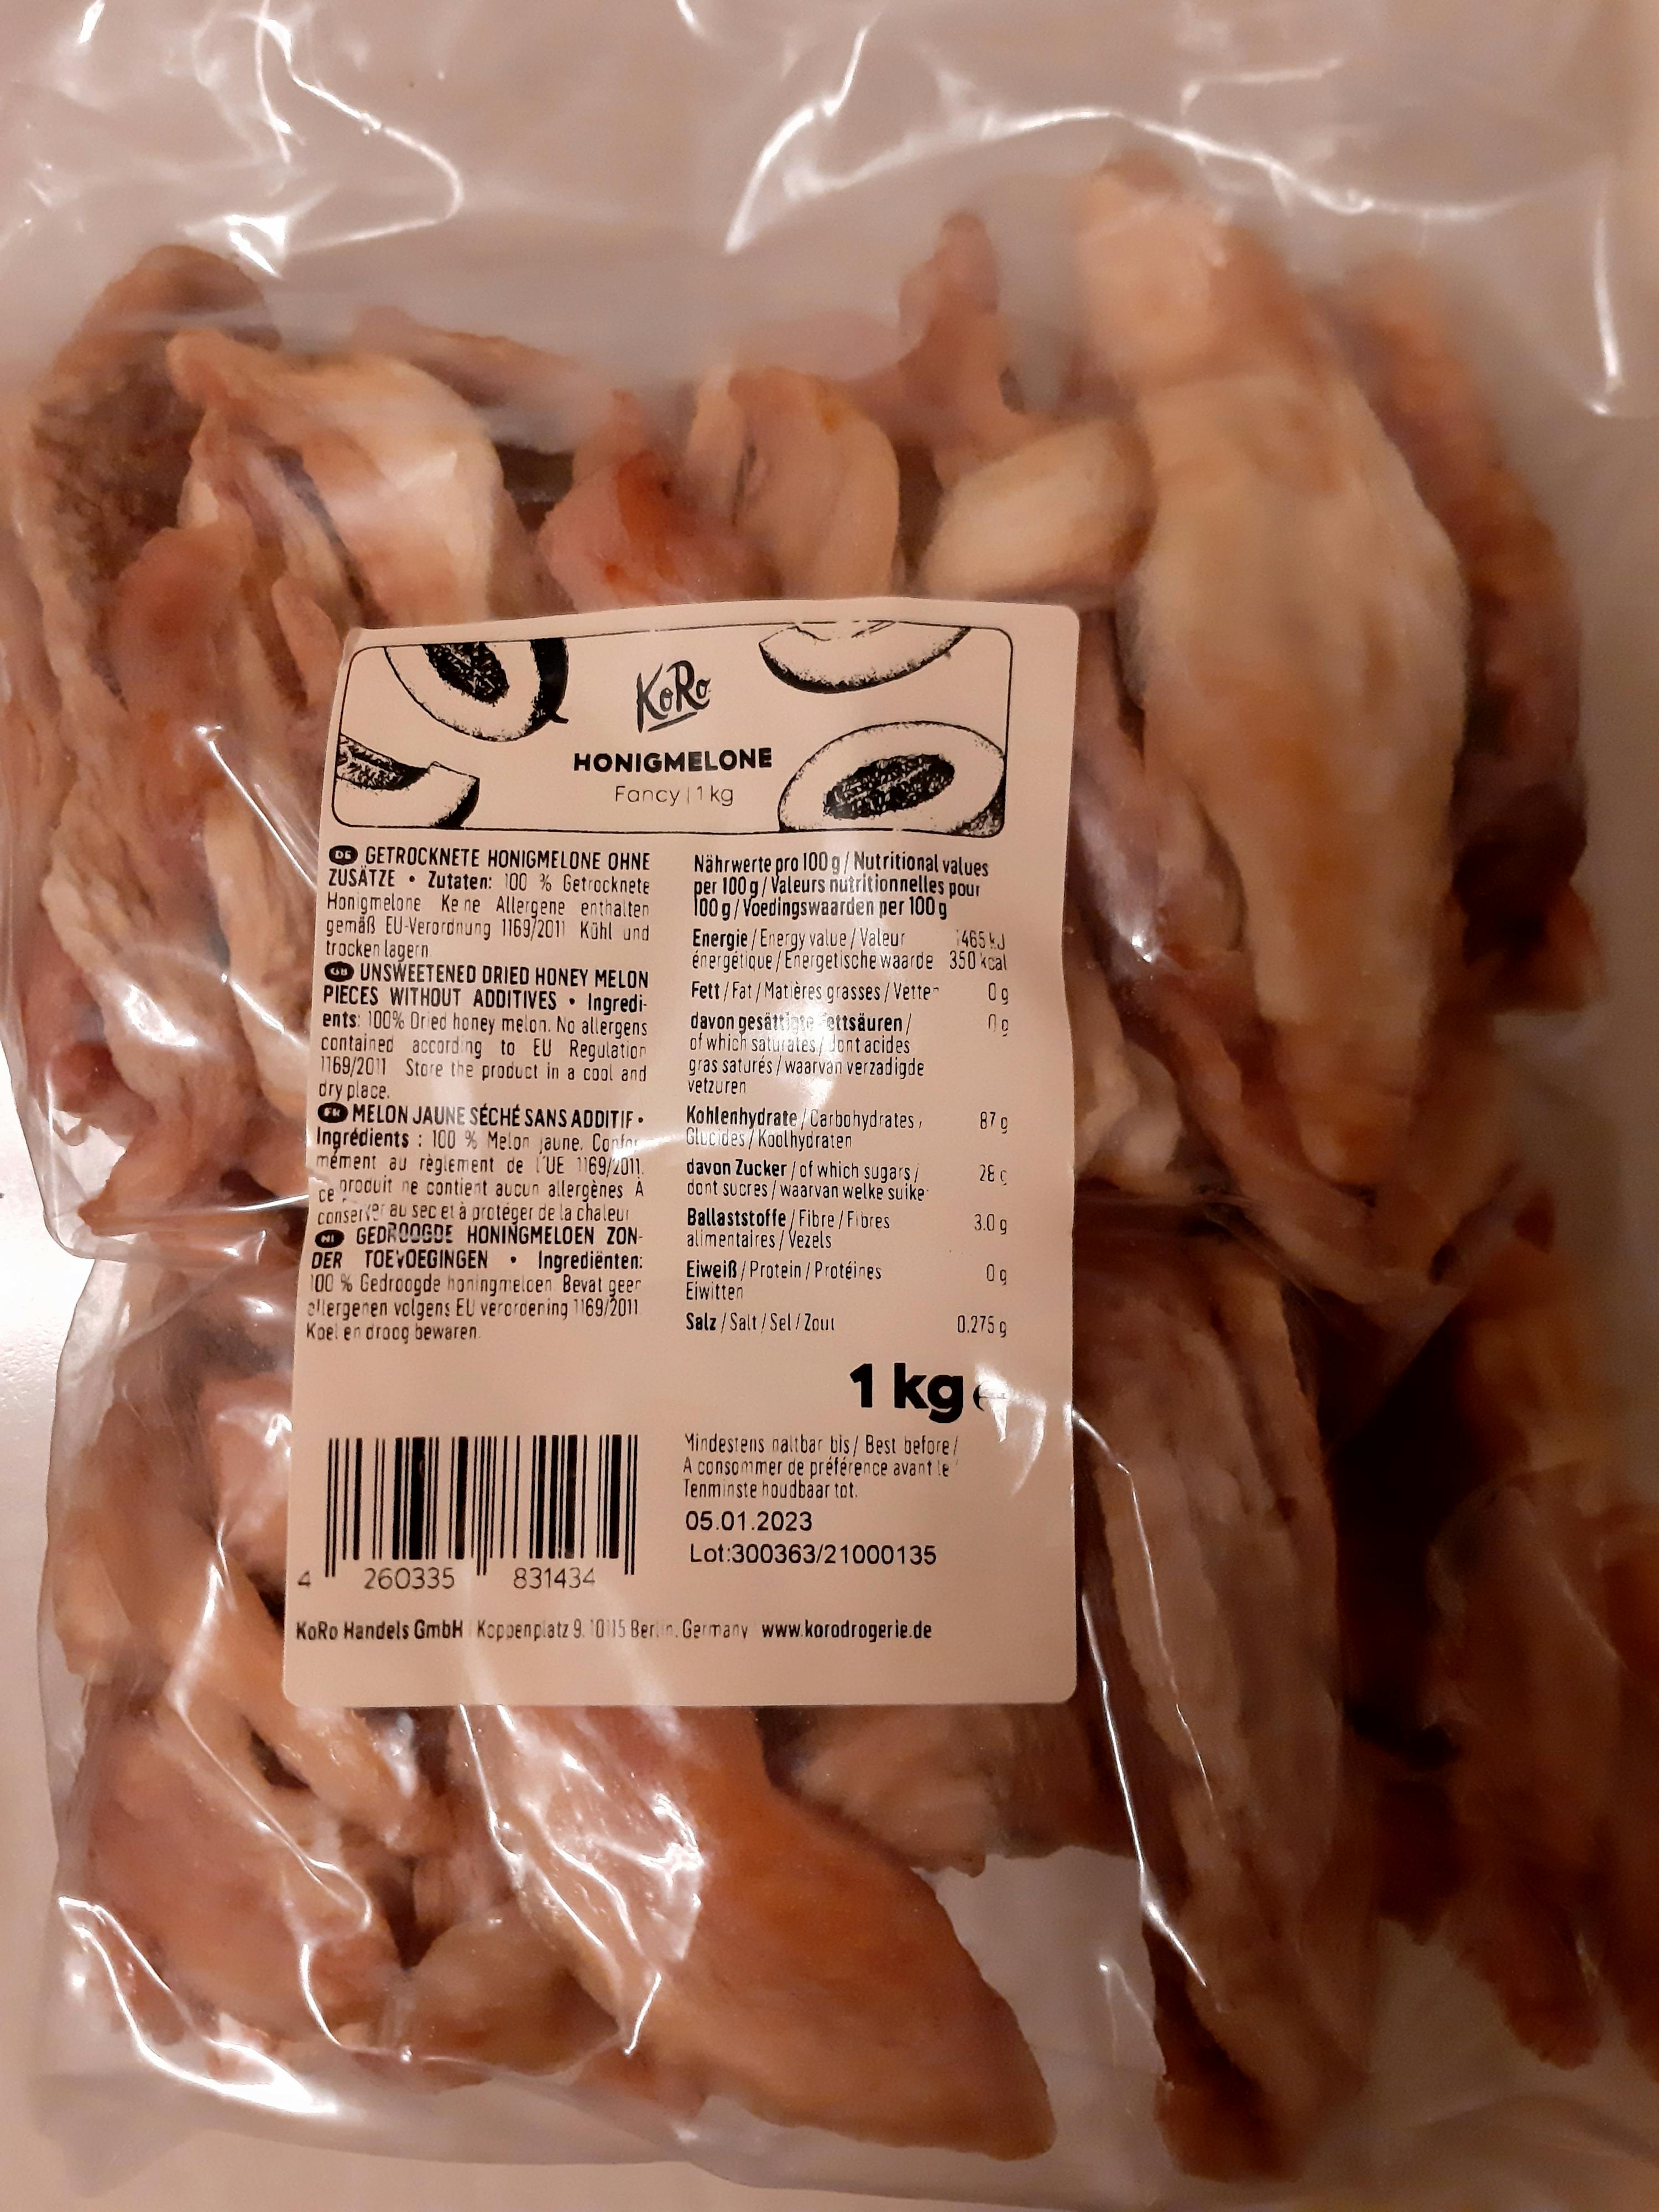 KoRo
HONIGMELONE
Fancy | 1 kg
DE GETROCKNETE HONIGMELONE OHNE
ZUSÄTZE • Zutaten: 100 % Getrocknete
Honigmelone Keine Allergene enthalten
gemäß EU-Verordnung 1169/2011 Kühl und
trocken lagern
GB UNSWEETENED DRIED HONEY MELON
PIECES WITHOUT ADDITIVES • Ingredi-
ents: 100% Dried honey melon. No allergens
contained according to EU Regulation
1169/2011 Store the product in a cool and
dry place.
FR MELON JAUNE SÉCHÉ SANS ADDITIF •
Ingrédients : 100 % Melon jaune. Confor-
mément au règlement de l'UE 1169/2011,
ce produit ne contient aucun allergènes À
conserver au sec et à protéger de la chaleur
NL GEDROOGDE HONINGMELOEN ZON-
DER TOEVOEGINGEN • Ingrediënten:
100 % Gedroogde honingmeloen Bevat geen
allergenen volgens EU verordening 1169/2011.
Koel en droog bewaren.
Nährwerte pro 100 g / Nutritional values
per 100 g / Valeurs nutritionnelles pour
100 g / Voedingswaarden per 100 g
Energie / Energy value / Valeur 1465 kJ
énergétique / Energetische waarde 350 kcal
Fett / Fat / Matières grasses / Vetten 0 g
davon gesättigte Fettsäuren / 0 g
of which saturates / dont acides
gras saturés / waarvan verzadigde
vetzuren
Kohlenhydrate / Carbohydrates / 87 g
Glucides / Koolhydraten
davon Zucker / of which sugars / 28 g
dont sucres / waarvan welke suiker
Ballaststoffe / Fibre / Fibres 3.0 g
alimentaires / Vezels
Eiweiß / Protein / Protéines 0 g
Eiwitten
Salz / Salt / Sel / Zout 0.275 g
1 kg e
Mindestens haltbar bis / Best before /
A consommer de préférence avant le /
Tenminste houdbaar tot.
05.01.2023
Lot:300363/21000135
4 260335 831434
KoRo Handels GmbH Koppenplatz 9, 10115 Berlin, Germany www.korodrogerie.de